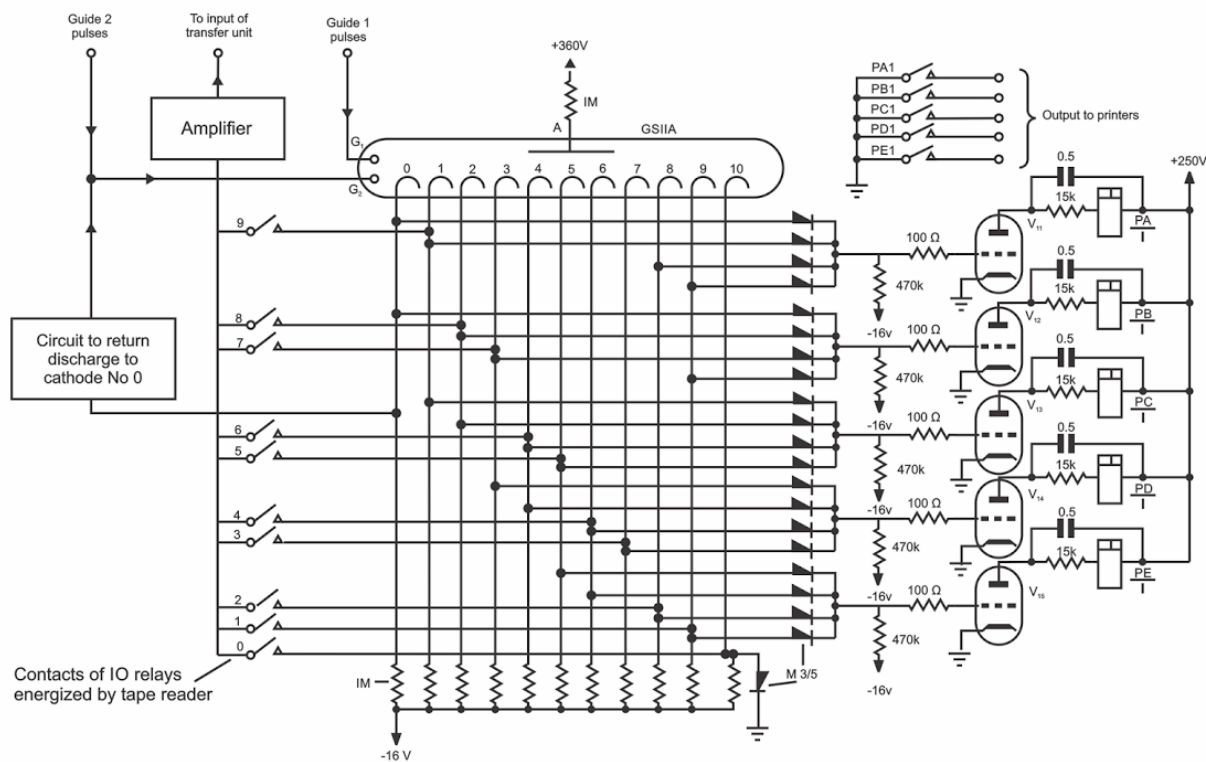 Guide 2
pulses
To input of
transfer unit
Guide 1
pulses
+360V
IM
A
GSIIA
Amplifier
G₁
G₂
0 1 2 3 4 5 6 7 8 9 10
PA1
PB1
PC1
PD1
PE1
Output to printers
+250V
9
8
7
6
5
4
3
2
1
0
Circuit to return
discharge to
cathode No 0
Contacts of IO relays
energized by tape reader
IM
-16 V
M 3/5
100 Ω
470k
-16v
100 Ω
470k
-16v
100 Ω
470k
-16v
100 Ω
470k
-16v
100 Ω
470k
-16v
0.5
15k
V₁₁
PA
0.5
15k
V₁₂
PB
0.5
15k
V₁₃
PC
0.5
15k
V₁₄
PD
0.5
15k
V₁₅
PE